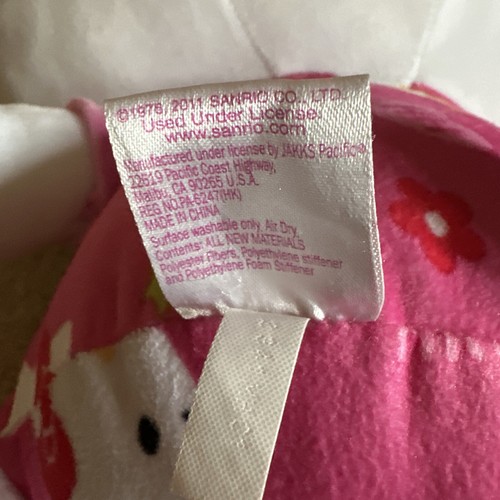 ©1976, 2011 SANRIO CO., LTD.
Used Under License.
www.sanrio.com
Manufactured under license by JAKKS Pacific®
22619 Pacific Coast Highway,
Malibu, CA 90265 U.S.A.
REG NO.PA-5247(HK)
MADE IN CHINA
Surface washable only, Air Dry.
Contents: ALL NEW MATERIALS
Polyester Fibers, Polyethylene stiffener
and Polyethylene Foam Stiffener